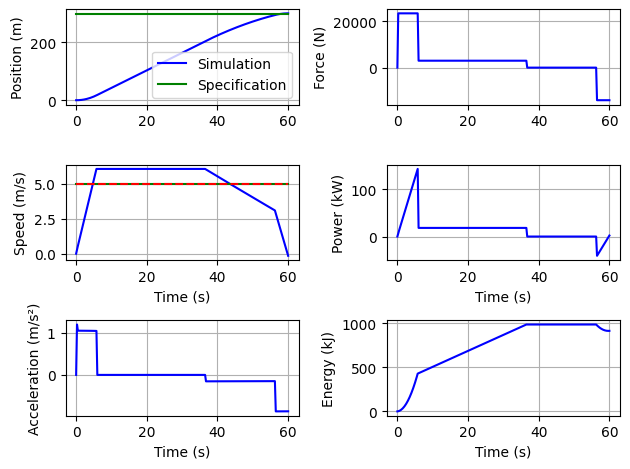 Position (m)
200
0
Simulation
Specification
0 20 40 60
Force (N)
20000
0
0 20 40 60
Speed (m/s)
5.0
2.5
0.0
0 20 40 60
Time (s)
Power (kW)
100
0
0 20 40 60
Time (s)
Acceleration (m/s²)
1
0
0 20 40 60
Time (s)
Energy (kJ)
1000
500
0
0 20 40 60
Time (s)